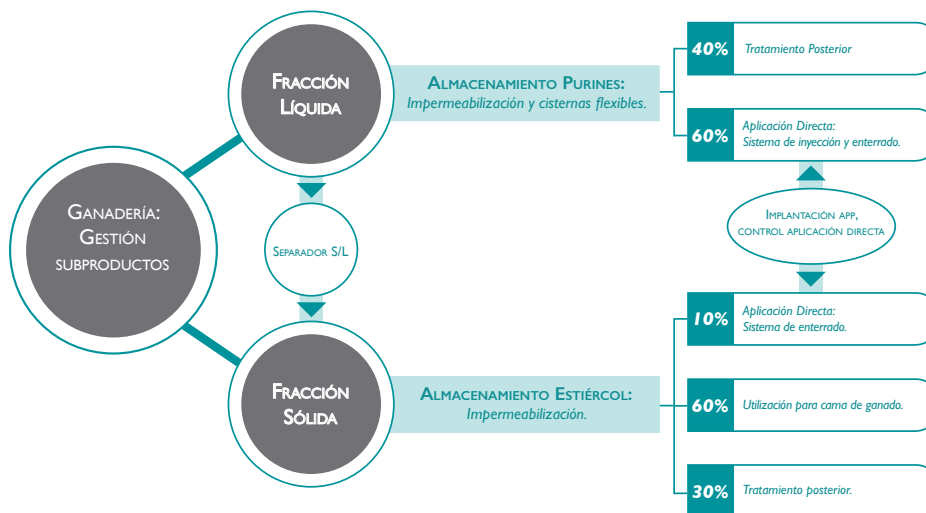 Ganadería:
Gestión
subproductos
Fracción
Líquida
Separador S/L
Fracción
Sólida
Almacenamiento Purines:
Impermeabilización y cisternas flexibles.
Almacenamiento Estiércol:
Impermeabilización.
40%
Tratamiento Posterior
60%
Aplicación Directa:
Sistema de inyección y enterrado.
Implantación app,
control aplicación directa
10%
Aplicación Directa:
Sistema de enterrado.
60%
Utilización para cama de ganado.
30%
Tratamiento posterior.